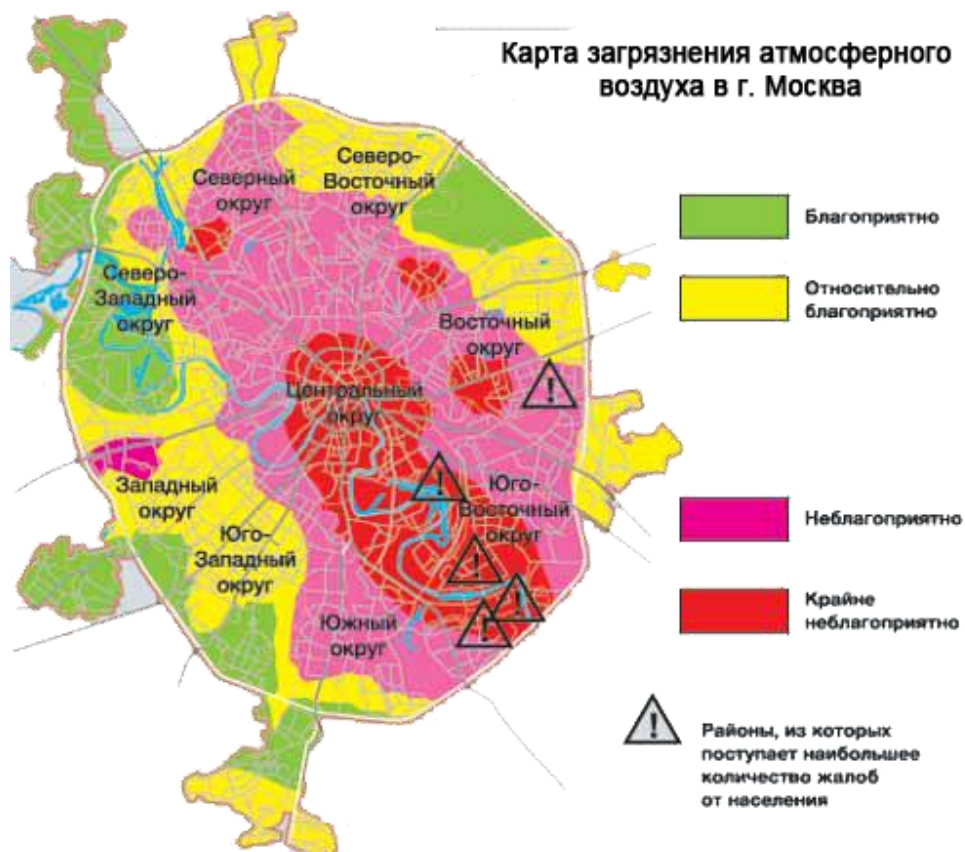 Карта загрязнения атмосферного
воздуха в г. Москва
Северный
округ
Северо-
Восточный
округ
Северо-
Западный
округ
Восточный
округ
Центральный
округ
Западный
округ
Юго-
Западный
округ
Юго-
Восточный
округ
Южный
округ
Благоприятно
Относительно
благоприятно
Неблагоприятно
Крайне
неблагоприятно
Районы, из которых
поступает наибольшее
количество жалоб
от населения